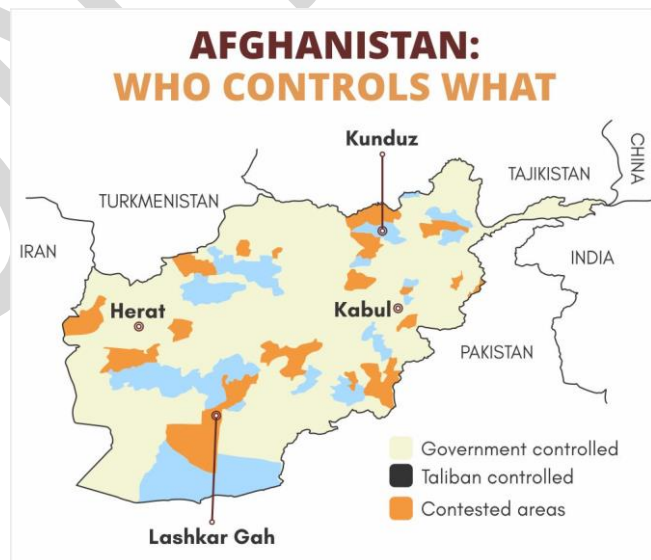 AFGHANISTAN:
WHO CONTROLS WHAT
Kunduz
CHINA
TAJIKISTAN
TURKMENISTAN
IRAN
INDIA
Herat
Kabul
PAKISTAN
Government controlled
Taliban controlled
Contested areas
Lashkar Gah